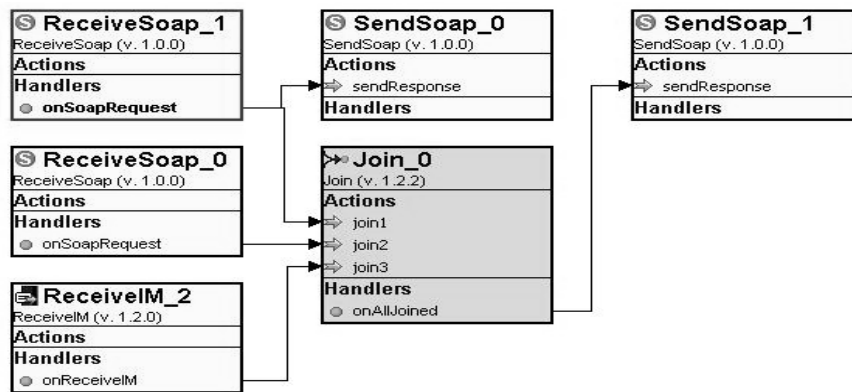 ReceiveSoap_1
ReceiveSoap (v. 1.0.0)
Actions
Handlers
onSoapRequest
SendSoap_0
SendSoap (v. 1.0.0)
Actions
sendResponse
Handlers
SendSoap_1
SendSoap (v. 1.0.0)
Actions
sendResponse
Handlers
ReceiveSoap_0
ReceiveSoap (v. 1.0.0)
Actions
Handlers
onSoapRequest
Join_0
Join (v. 1.2.2)
Actions
join1
join2
join3
Handlers
onAllJoined
ReceiveIM_2
ReceiveIM (v. 1.2.0)
Actions
Handlers
onReceiveIM